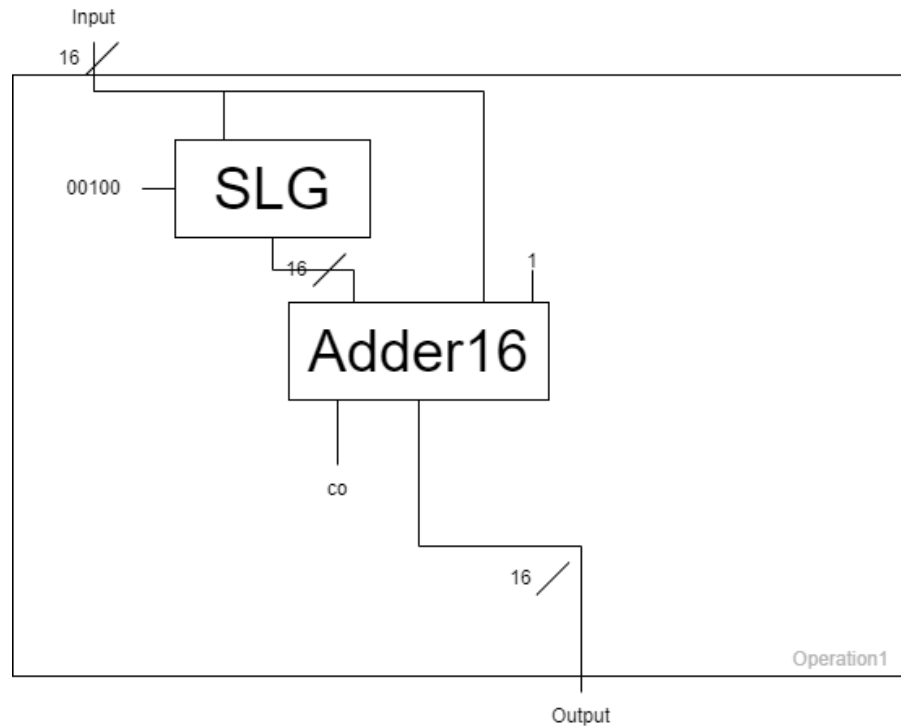 Input
16
00100
SLG
16
1
Adder16
co
16
Operation1
Output